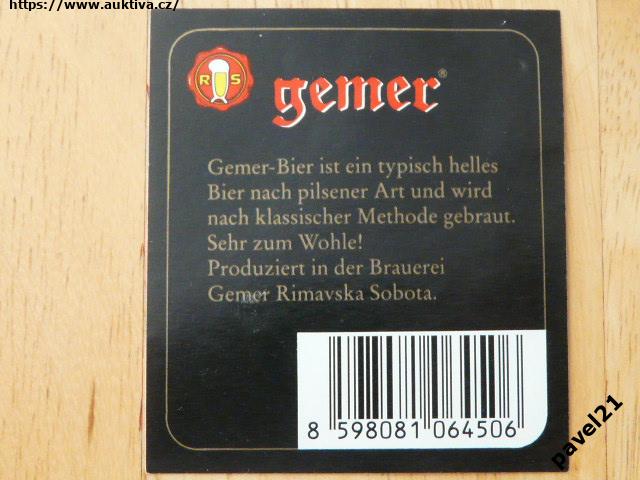 https://www.auktiva.cz/
R S
gemer®
Gemer-Bier ist ein typisch helles
Bier nach pilsener Art und wird
nach klassischer Methode gebraut.
Sehr zum Wohle!
Produziert in der Brauerei
Gemer Rimavska Sobota.
8 598081 064506
pavel21